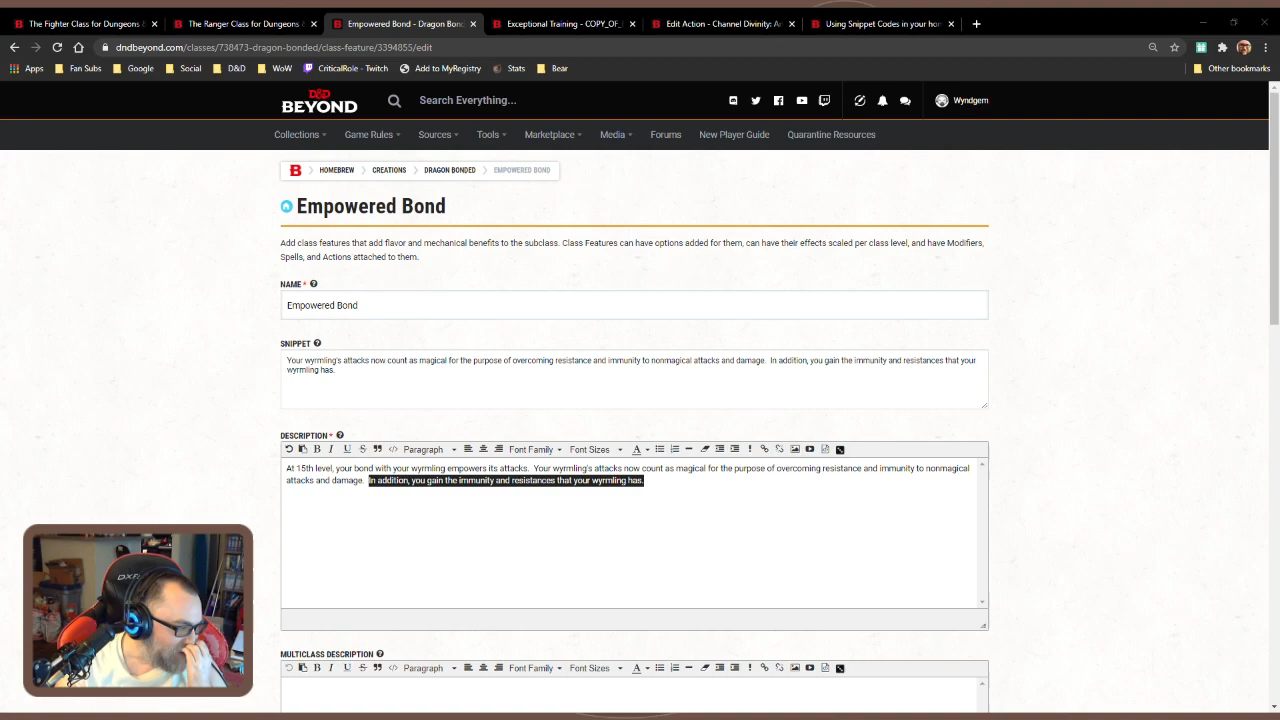 The Fighter Class for Dungeons &
The Ranger Class for Dungeons &
Empowered Bond - Dragon Bond
Exceptional Training - COPY_OF_
Edit Action - Channel Divinity: A
Using Snippet Codes in your hom
dndbeyond.com/classes/738473-dragon-bonded/class-feature/3394855/edit
Apps
Fan Subs
Google
Social
D&D
WoW
CriticalRole - Twitch
Add to MyRegistry
Stats
Bear
Other bookmarks
D&D
BEYOND
Search Everything...
Wyndgem
Collections
Game Rules
Sources
Tools
Marketplace
Media
Forums
New Player Guide
Quarantine Resources
HOMEBREW
CREATIONS
DRAGON BONDED
EMPOWERED BOND
Empowered Bond
Add class features that add flavor and mechanical benefits to the subclass. Class Features can have options added for them, can have their effects scaled per class level, and have Modifiers,
Spells, and Actions attached to them.
NAME *
Empowered Bond
SNIPPET
Your wyrmling's attacks now count as magical for the purpose of overcoming resistance and immunity to nonmagical attacks and damage. In addition, you gain the immunity and resistances that your
wyrmling has.
DESCRIPTION *
Paragraph
Font Family
Font Sizes
At 15th level, your bond with your wyrmling empowers its attacks. Your wyrmling's attacks now count as magical for the purpose of overcoming resistance and immunity to nonmagical
attacks and damage. In addition, you gain the immunity and resistances that your wyrmling has.
MULTICLASS DESCRIPTION
Paragraph
Font Family
Font Sizes